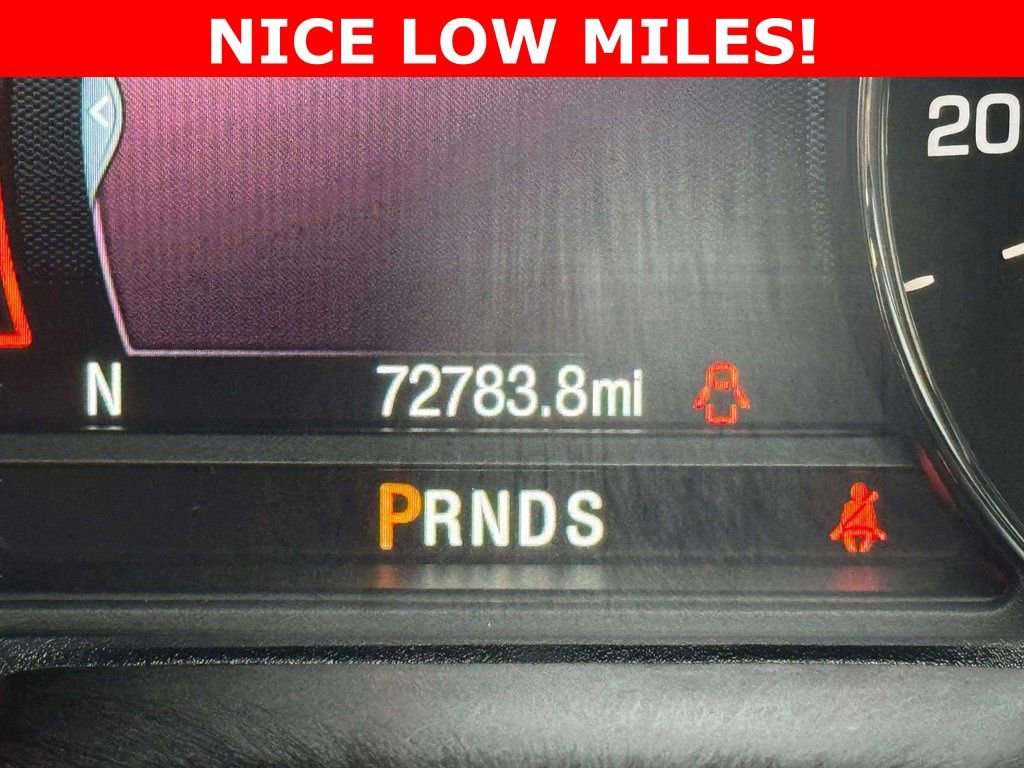 NICE LOW MILES!
20
N 72783.8mi
PRNDS